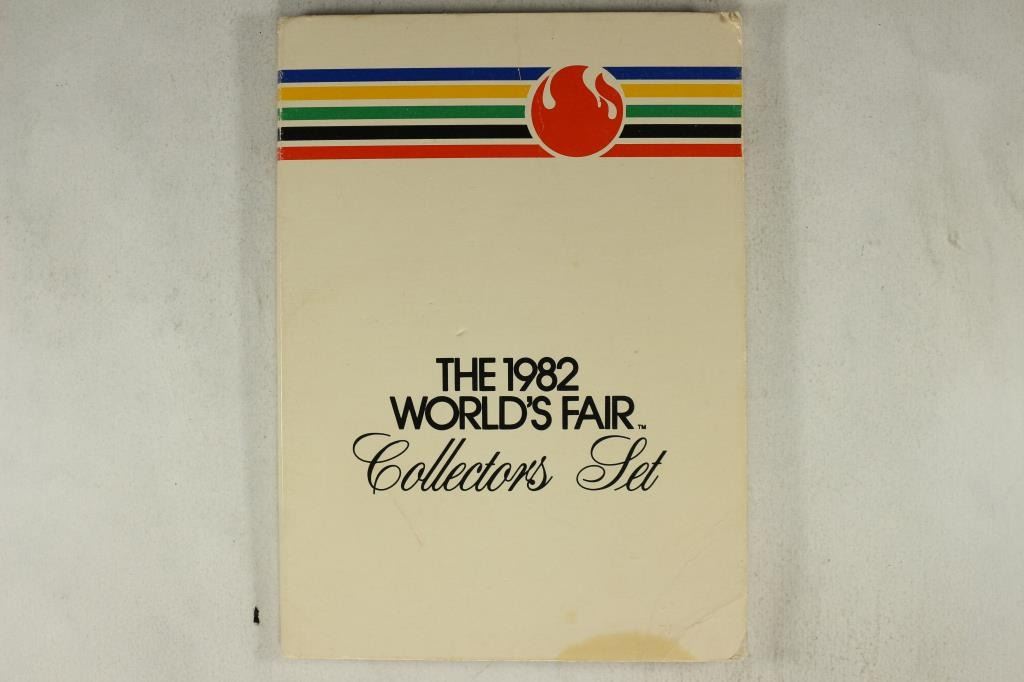 THE 1982
WORLD'S FAIR™
Collectors Set